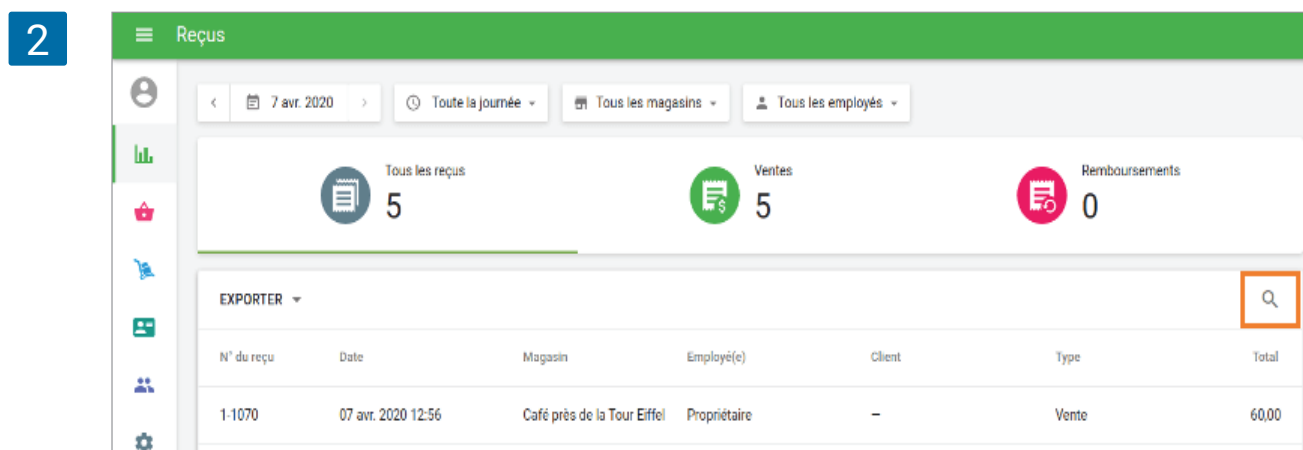 2
Reçus
7 avr. 2020
Toute la journée
Tous les magasins
Tous les employés
Tous les reçus
5
Ventes
5
Remboursements
0
EXPORTER
N° du reçu Date Magasin Employé(e) Client Type Total
1-1070 07 avr. 2020 12:56 Café près de la Tour Eiffel Propriétaire – Vente 60,00